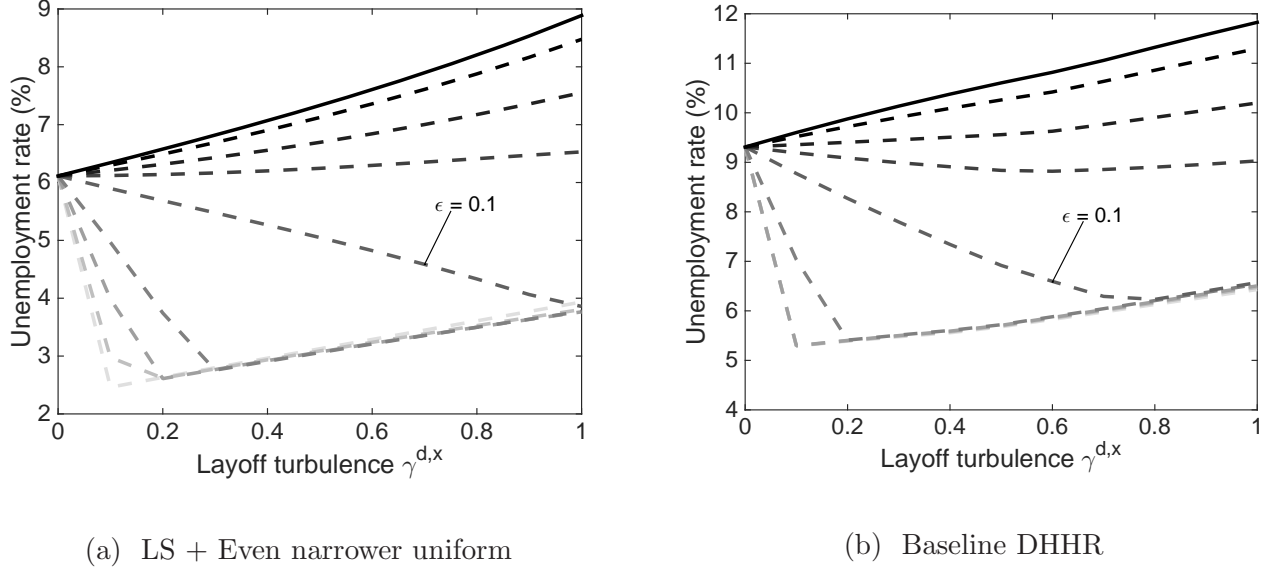 9
8
7
6
5
4
3
2
Unemployment rate (%)
ϵ = 0.1
0 0.2 0.4 0.6 0.8 1
Layoff turbulence γ^{d,x}
(a) LS + Even narrower uniform
12
11
10
9
8
7
6
5
4
Unemployment rate (%)
ϵ = 0.1
0 0.2 0.4 0.6 0.8 1
Layoff turbulence γ^{d,x}
(b) Baseline DHHR